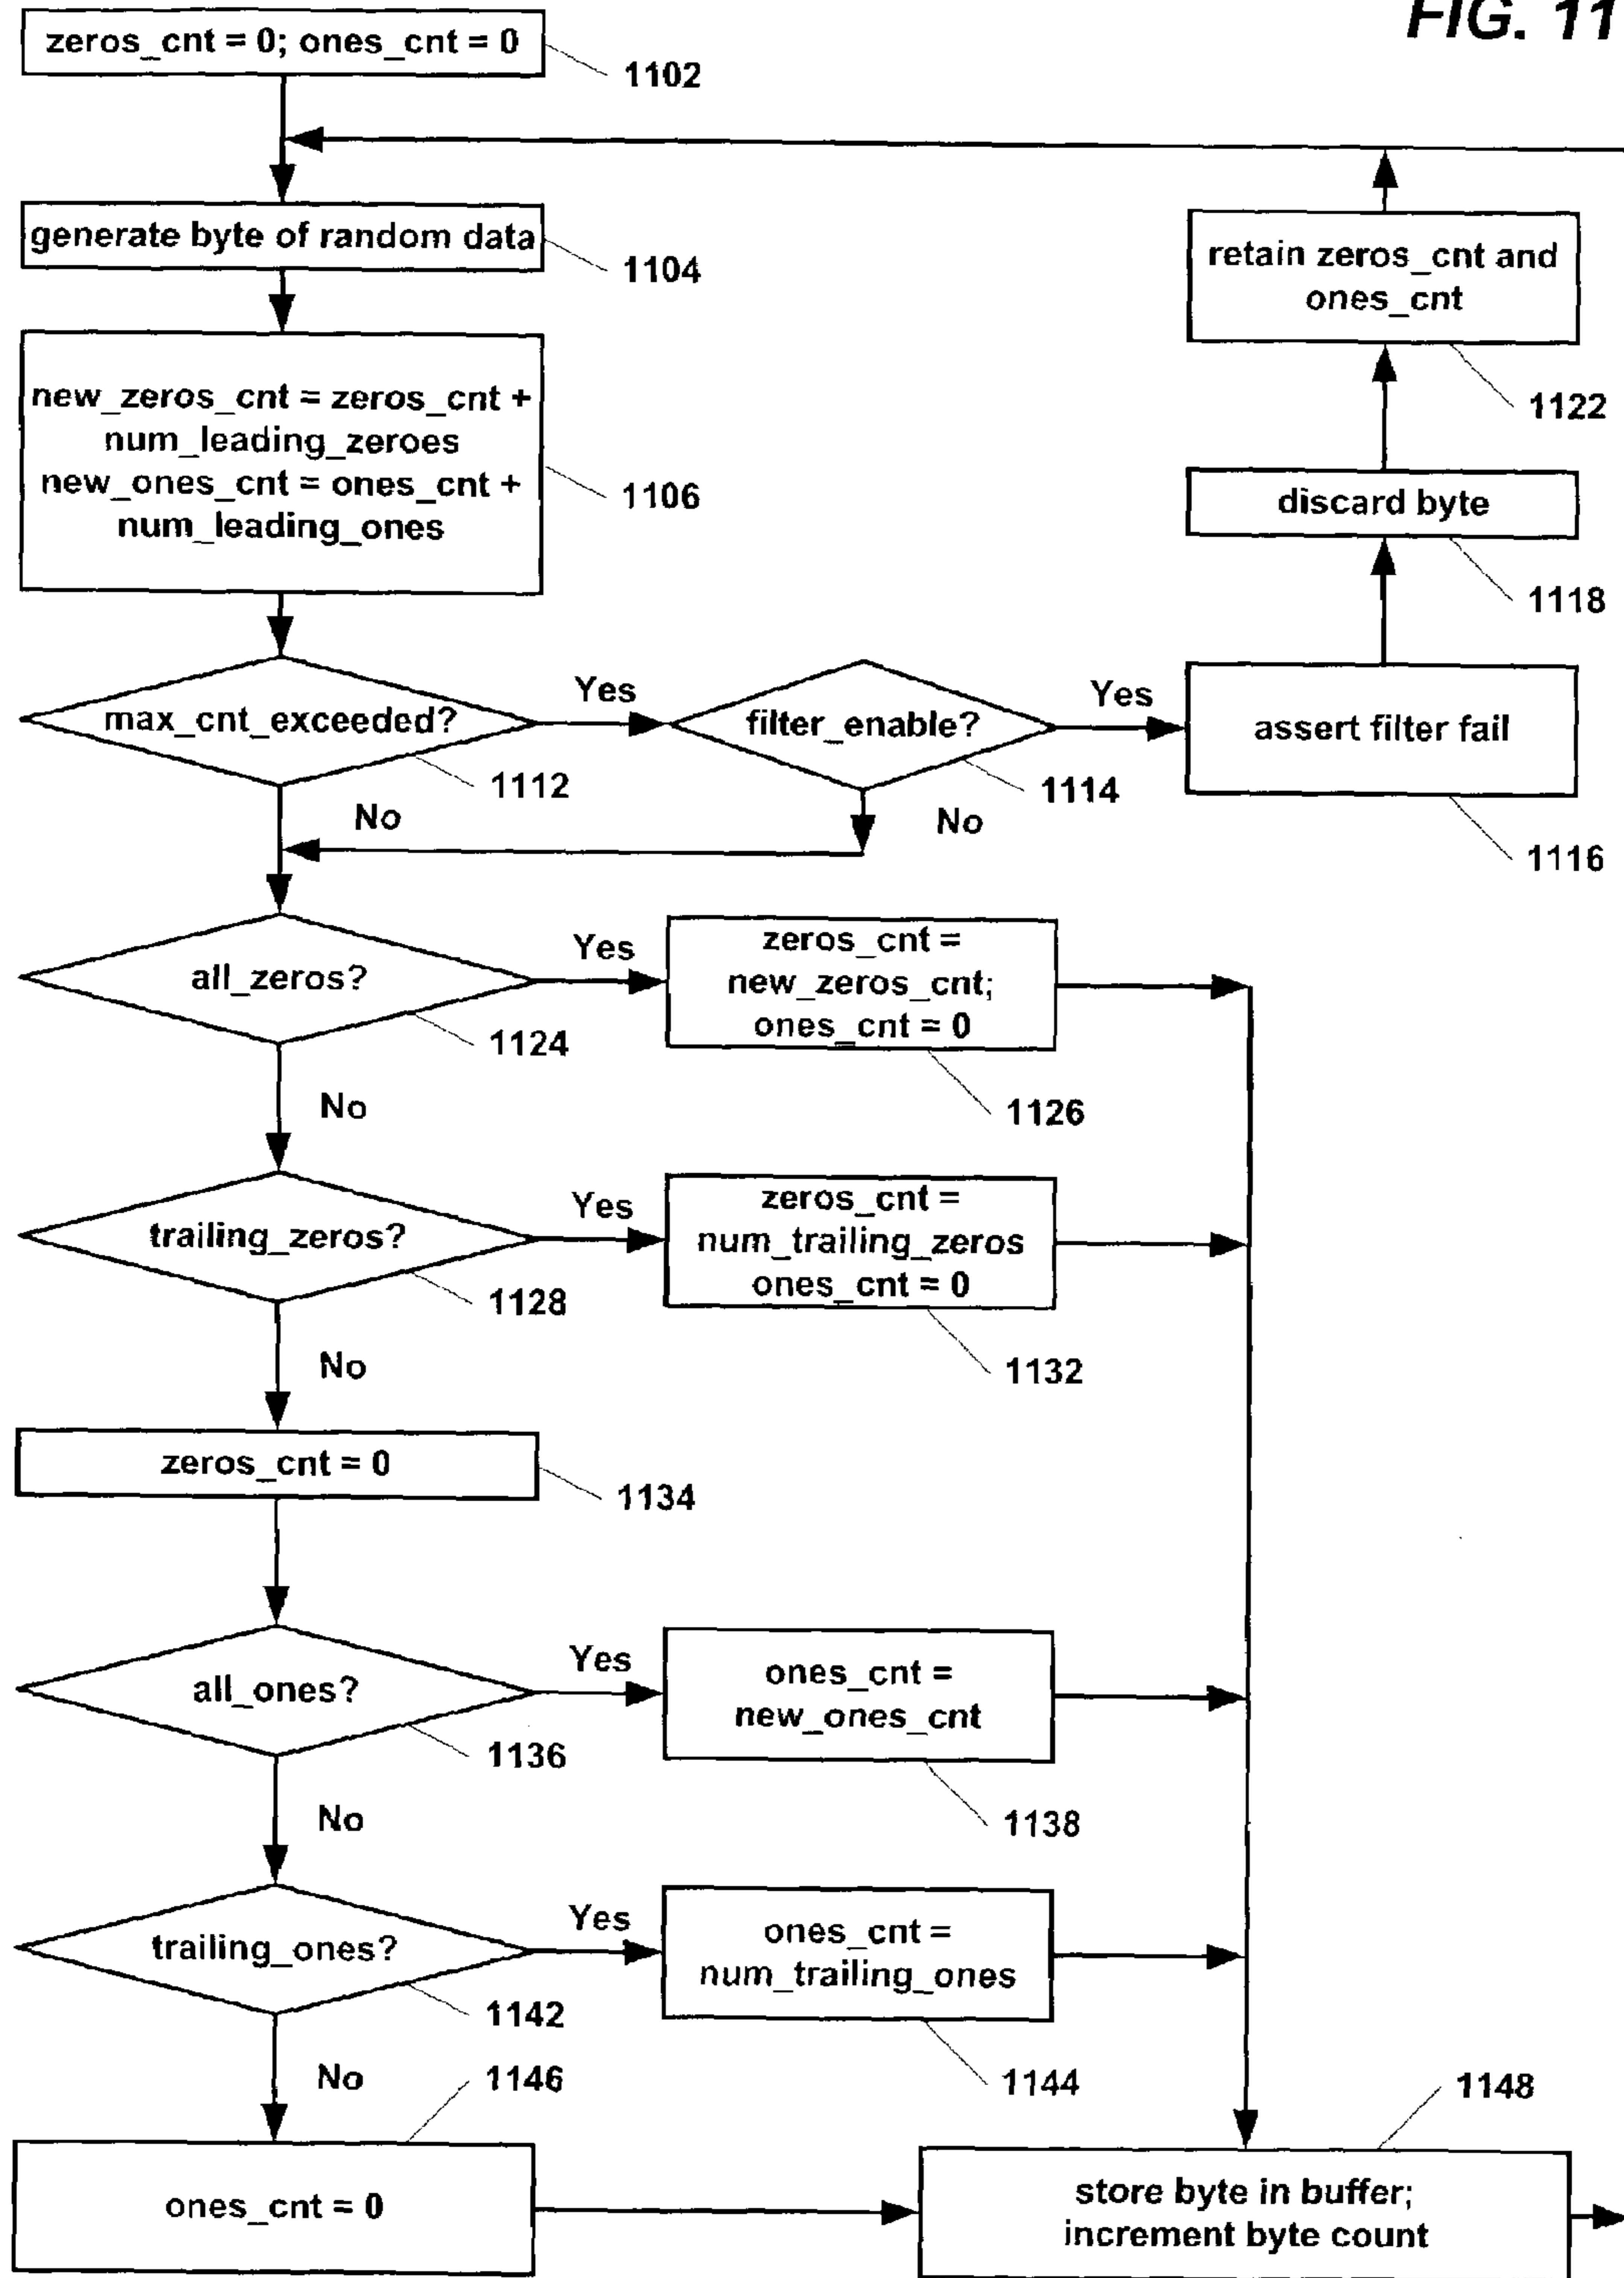 FIG. 11
zeros_cnt = 0; ones_cnt = 0
1102
generate byte of random data
1104
retain zeros_cnt and
ones_cnt
1122
new_zeros_cnt = zeros_cnt +
num_leading_zeroes
new_ones_cnt = ones_cnt +
num_leading_ones
1106
discard byte
1118
max_cnt_exceeded?
1112
Yes
filter_enable?
1114
Yes
assert filter fail
1116
No
No
all_zeros?
1124
Yes
zeros_cnt =
new_zeros_cnt;
ones_cnt = 0
1126
No
trailing_zeros?
1128
Yes
zeros_cnt =
num_trailing_zeros
ones_cnt = 0
1132
No
zeros_cnt = 0
1134
all_ones?
1136
Yes
ones_cnt =
new_ones_cnt
1138
No
trailing_ones?
1142
Yes
ones_cnt =
num_trailing_ones
1144
No
1146
ones_cnt = 0
1148
store byte in buffer;
increment byte count